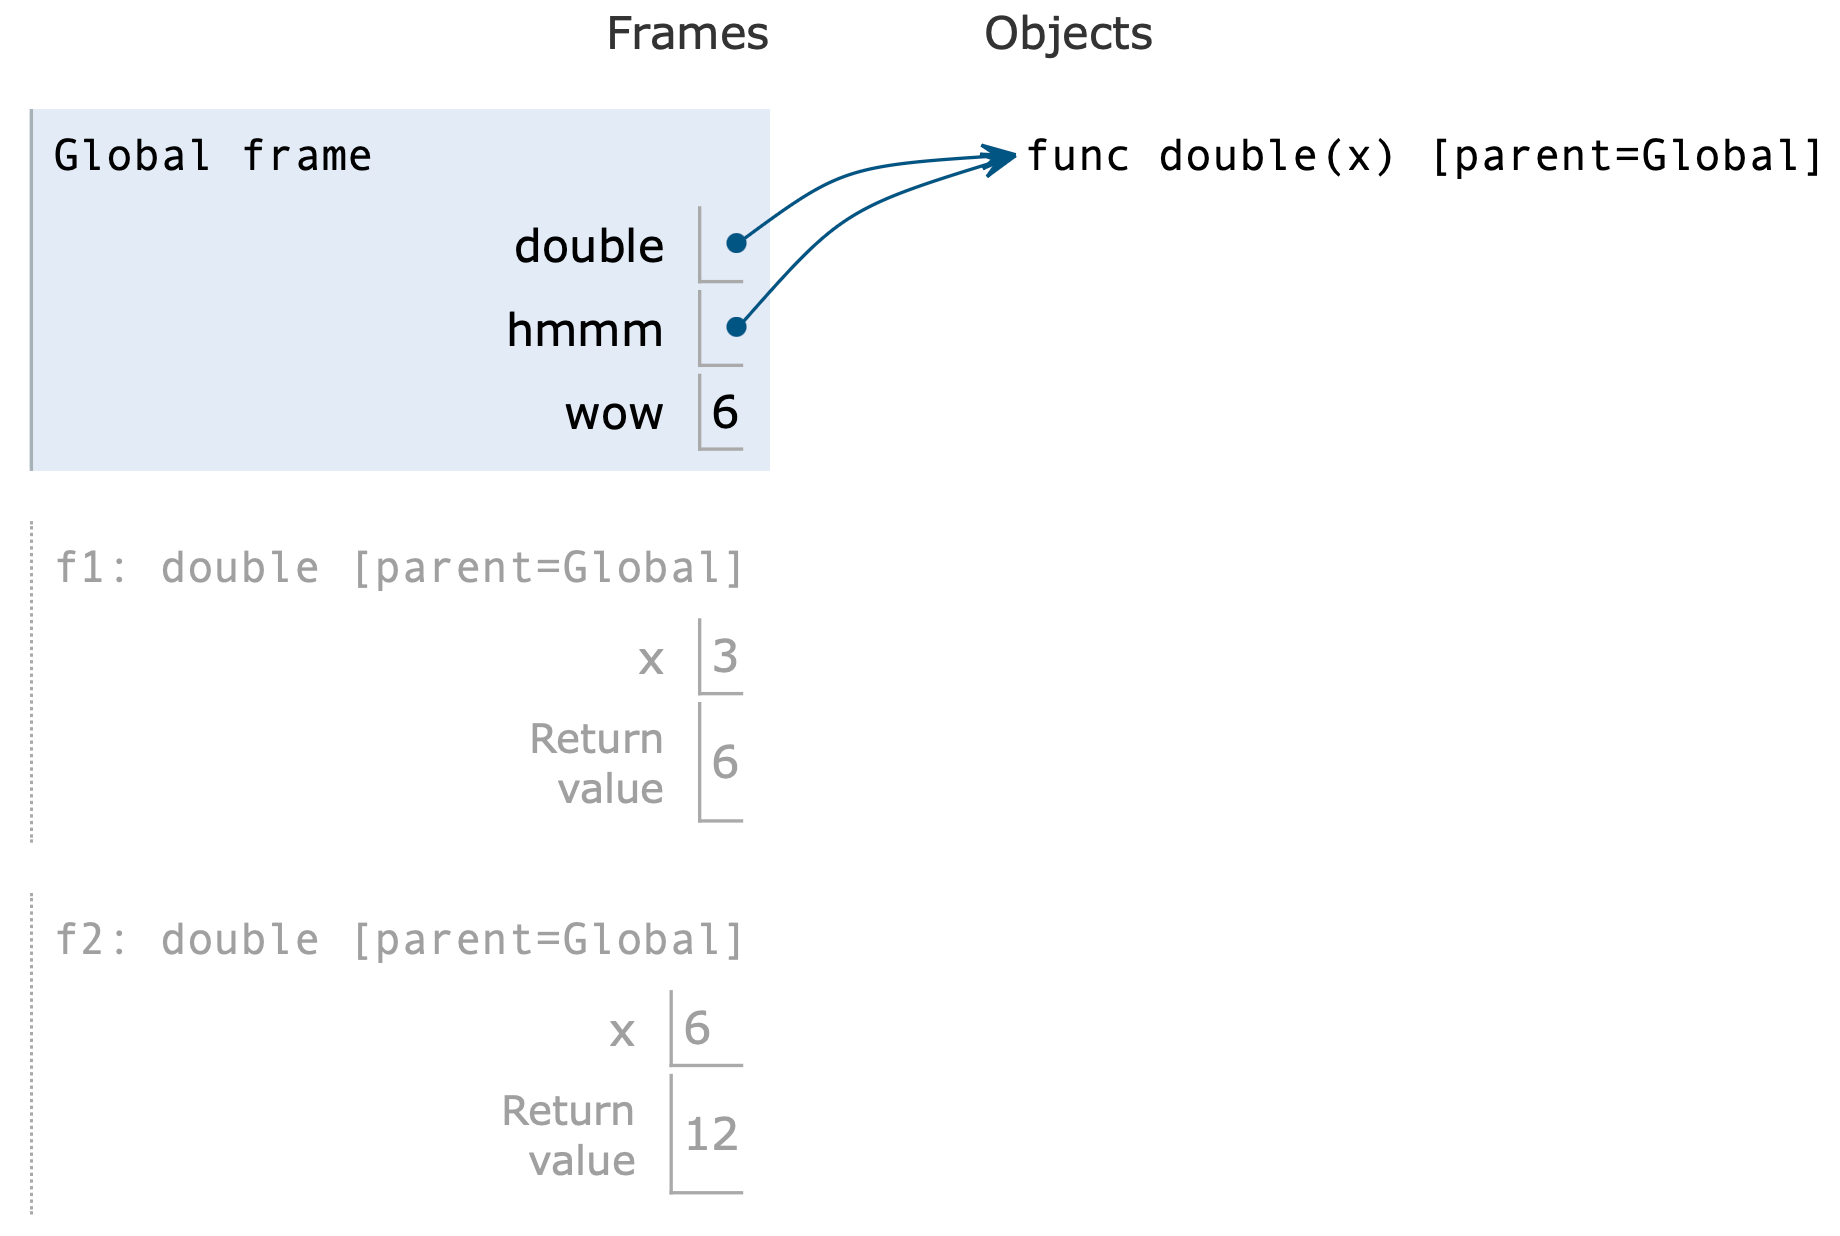 Frames Objects
Global frame
func double(x) [parent=Global]
double
hmmm
wow 6
f1: double [parent=Global]
x 3
Return
value
6
f2: double [parent=Global]
x 6
Return
value
12